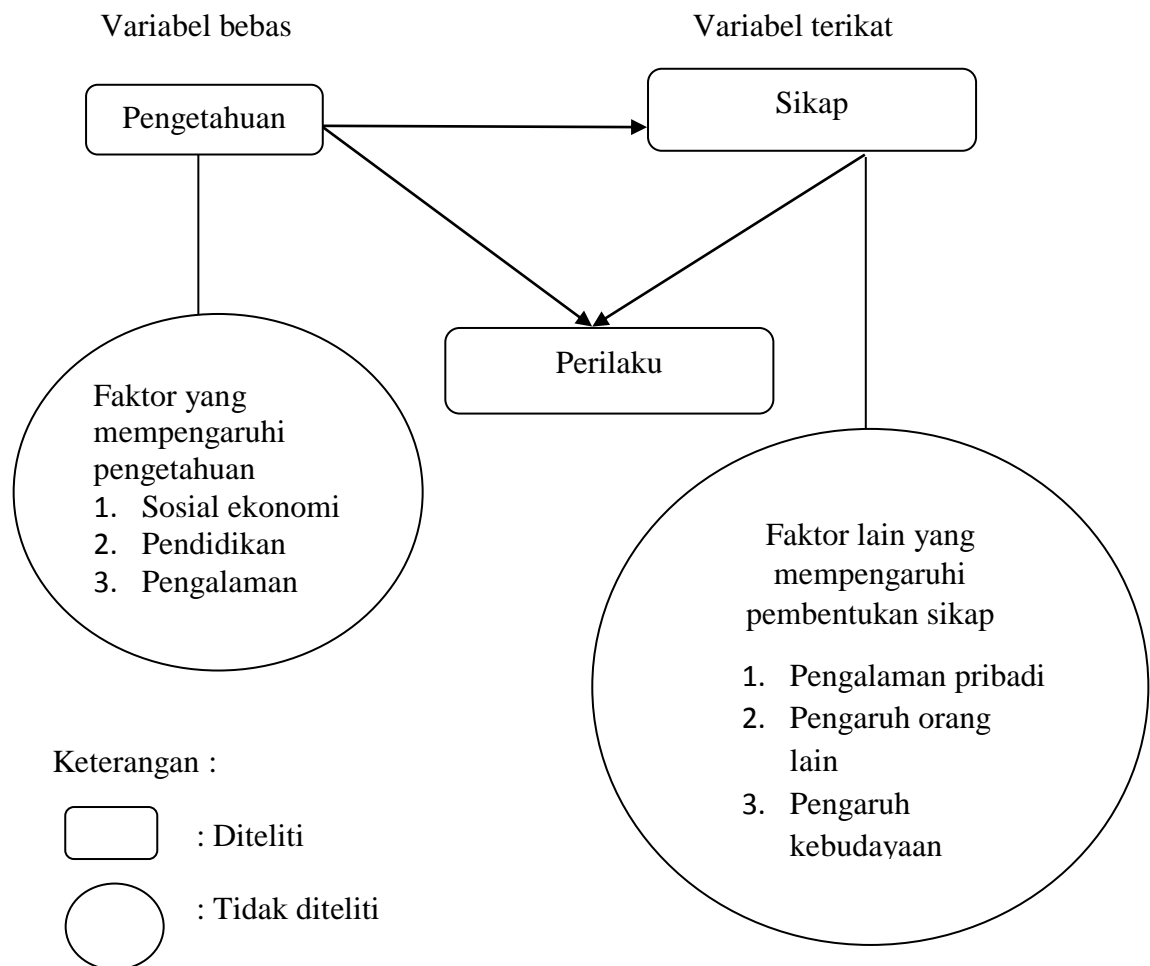 Variabel bebas
Variabel terikat
Pengetahuan
Sikap
Perilaku
Faktor yang
mempengaruhi
pengetahuan
1. Sosial ekonomi
2. Pendidikan
3. Pengalaman
Faktor lain yang
mempengaruhi
pembentukan sikap
1. Pengalaman pribadi
2. Pengaruh orang
lain
3. Pengaruh
kebudayaan
Keterangan :
: Diteliti
: Tidak diteliti